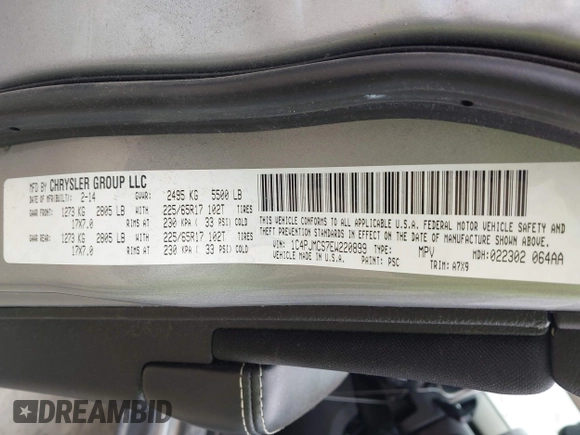 MFD BY CHRYSLER GROUP LLC
DATE OF MFR(BUILT): 2-14 GVWR: 2495 KG 5500 LB
GAWR FRONT: 1273 KG 2805 LB WITH 225/65R17 102T TIRES
17X7.0 RIMS AT 230 KPA ( 33 PSI) COLD
GAWR REAR: 1273 KG 2805 LB WITH 225/65R17 102T TIRES
17X7.0 RIMS AT 230 KPA ( 33 PSI) COLD
THIS VEHICLE CONFORMS TO ALL APPLICABLE U.S.A. FEDERAL MOTOR VEHICLE SAFETY AND
THEFT PREVENTION STANDARDS IN EFFECT ON THE DATE OF MANUFACTURE SHOWN ABOVE.
VIN: 1C4PJMCS7EW220899 TYPE: MPV MDH: 022302 064AA
VEHICLE MADE IN U.S.A. PAINT: PSC TRIM: A7X9
DREAMBID